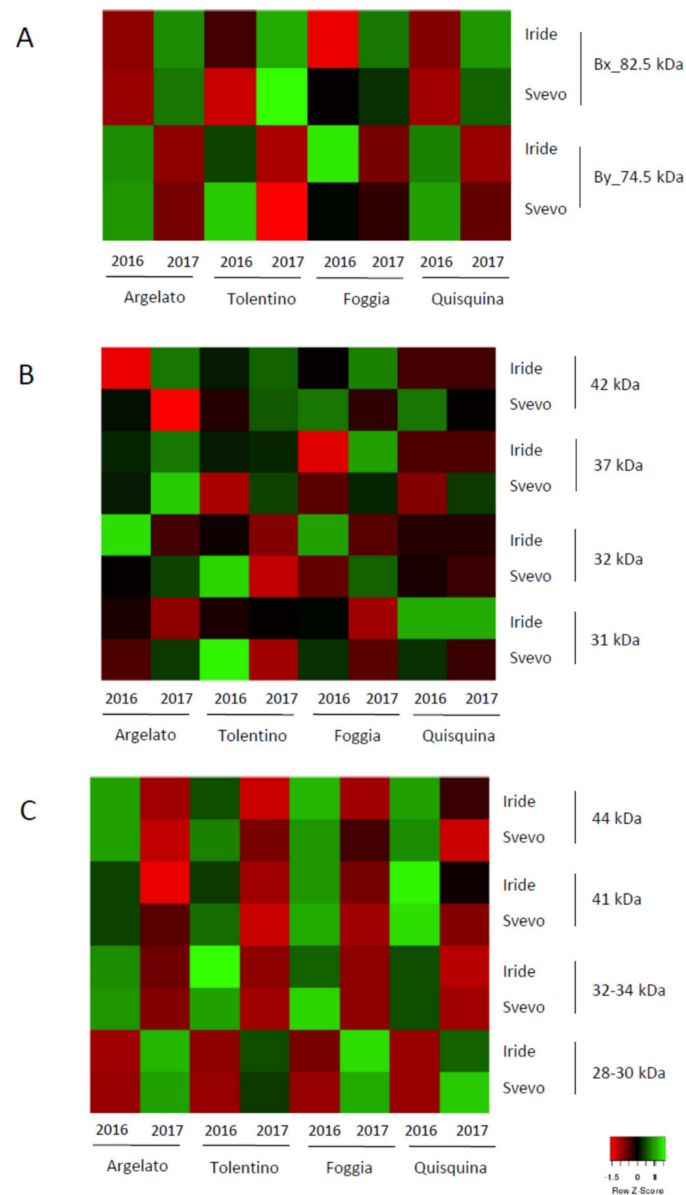 A
Iride
Bx_82.5 kDa
Svevo
Iride
By_74.5 kDa
Svevo
2016 2017 2016 2017 2016 2017 2016 2017
Argelato Tolentino Foggia Quisquina
B
Iride
42 kDa
Svevo
Iride
37 kDa
Svevo
Iride
32 kDa
Svevo
Iride
31 kDa
Svevo
2016 2017 2016 2017 2016 2017 2016 2017
Argelato Tolentino Foggia Quisquina
C
Iride
44 kDa
Svevo
Iride
41 kDa
Svevo
Iride
32-34 kDa
Svevo
Iride
28-30 kDa
Svevo
2016 2017 2016 2017 2016 2017 2016 2017
Argelato Tolentino Foggia Quisquina
-1.5 0 1
Row Z-Score